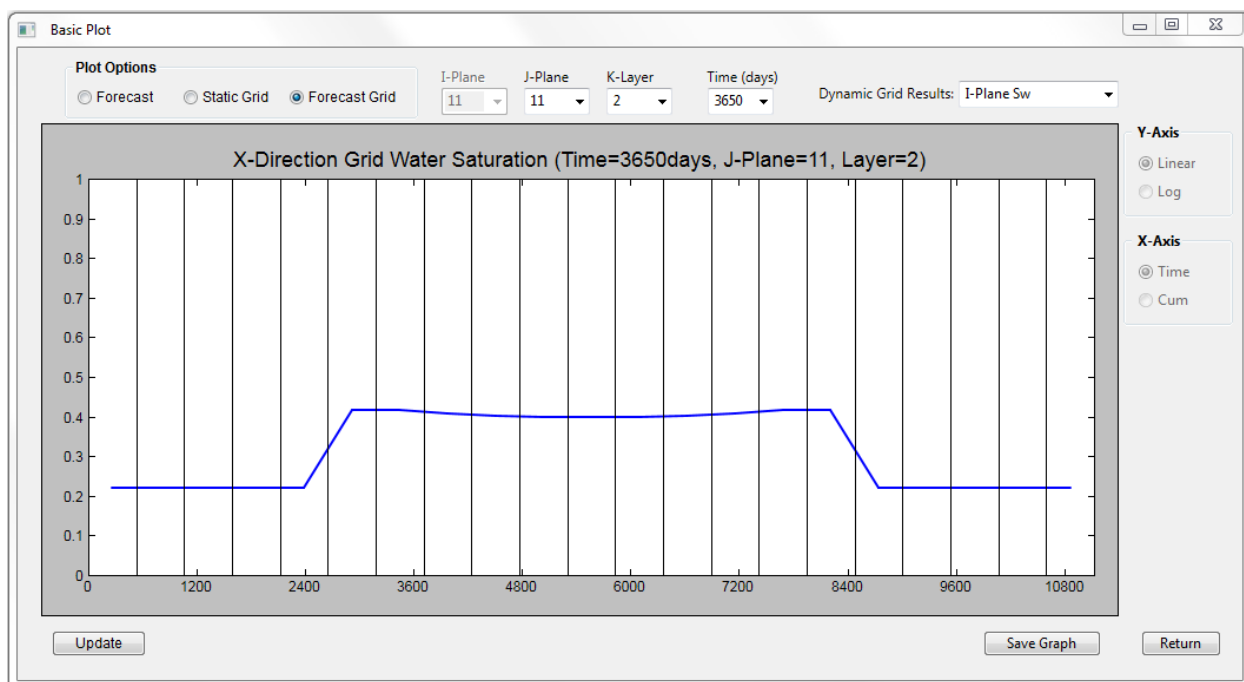 Basic Plot
Plot Options
Forecast Static Grid Forecast Grid
I-Plane J-Plane K-Layer Time (days)
11 11 2 3650
Dynamic Grid Results: I-Plane Sw
X-Direction Grid Water Saturation (Time=3650days, J-Plane=11, Layer=2)
1
0.9
0.8
0.7
0.6
0.5
0.4
0.3
0.2
0.1
0
0 1200 2400 3600 4800 6000 7200 8400 9600 10800
Y-Axis
Linear
Log
X-Axis
Time
Cum
Update Save Graph Return